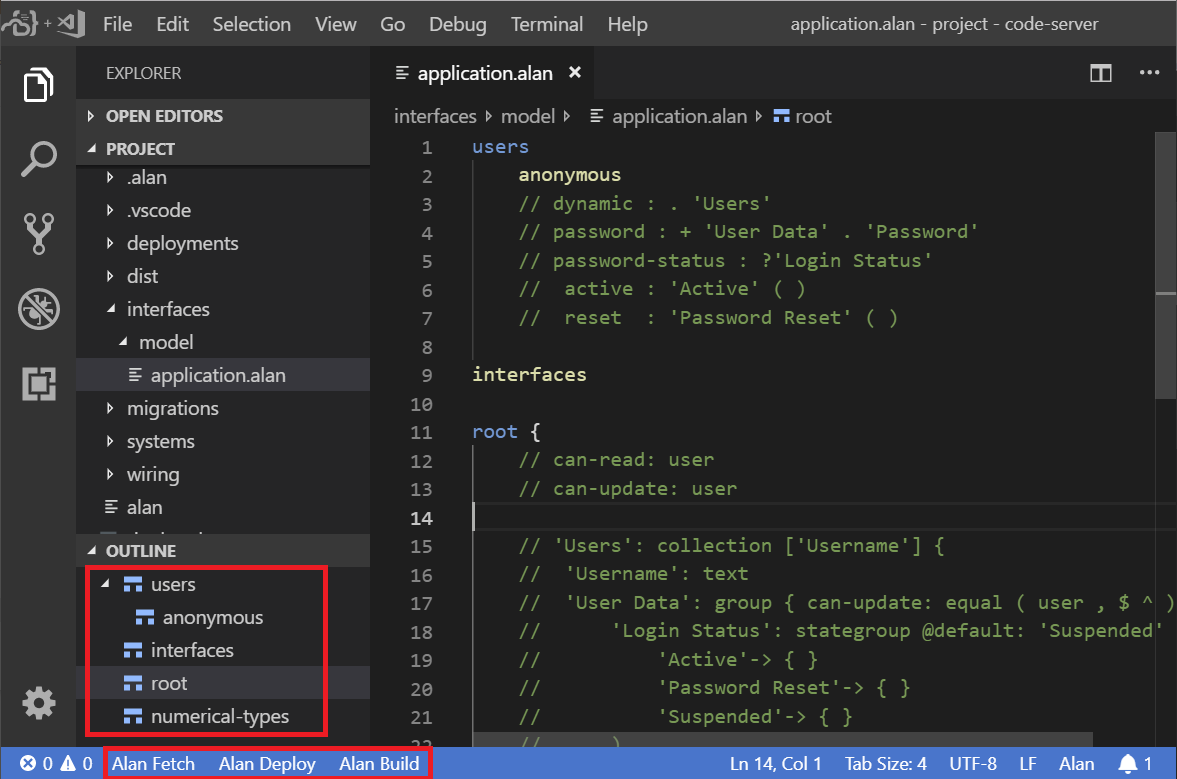 File Edit Selection View Go Debug Terminal Help application.alan - project - code-server
EXPLORER
OPEN EDITORS
PROJECT
.alan
.vscode
deployments
dist
interfaces
model
application.alan
migrations
systems
wiring
alan
OUTLINE
users
anonymous
interfaces
root
numerical-types
application.alan ×
interfaces model application.alan root
1 users
2 anonymous
3 // dynamic : . 'Users'
4 // password : + 'User Data' . 'Password'
5 // password-status : ?'Login Status'
6 //  active : 'Active' ( )
7 //  reset  : 'Password Reset' ( )
8
9 interfaces
10
11 root {
12 // can-read: user
13 // can-update: user
14
15 // 'Users': collection ['Username'] {
16 //  'Username': text
17 //  'User Data': group { can-update: equal ( user , $ ^ )
18 //      'Login Status': stategroup @default: 'Suspended'
19 //          'Active'-> { }
20 //          'Password Reset'-> { }
21 //          'Suspended'-> { }
22 //      )
0 0 Alan Fetch Alan Deploy Alan Build Ln 14, Col 1 Tab Size: 4 UTF-8 LF Alan 1